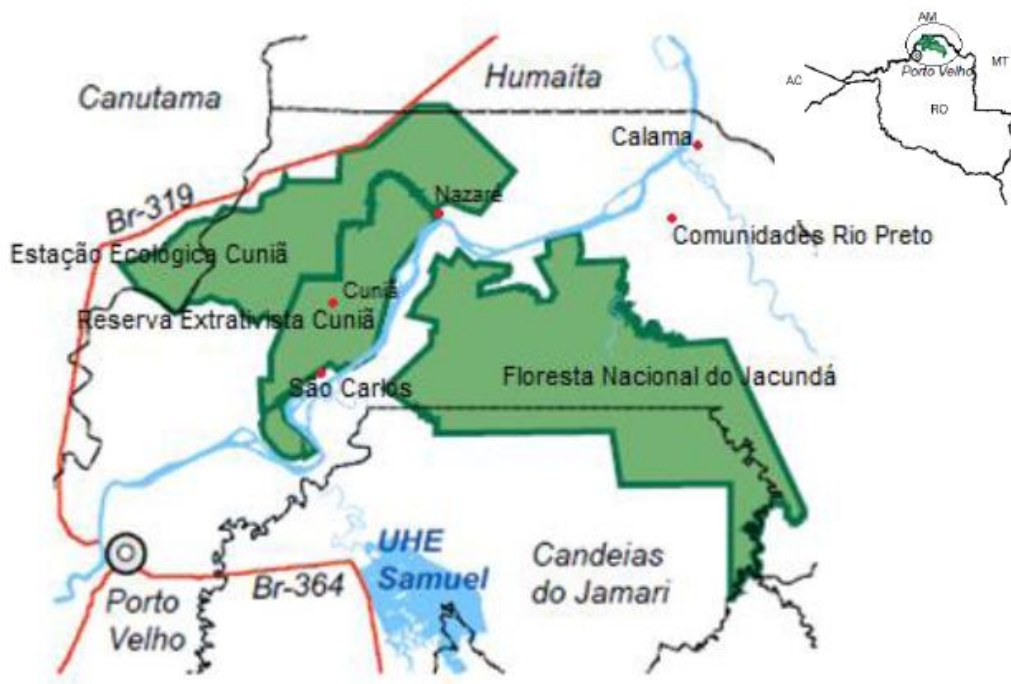 AM
MT
Porto Velho
AC
RO
Humaíta
Canutama
Calama
Nazaré
Br-319
Comunidades Rio Preto
Estação Ecológica Cuniã
Cuniã
Reserva Extrativista Cuniã
São Carlos
Floresta Nacional do Jacundá
UHE
Samuel
Candeias
do Jamari
Br-364
Porto
Velho